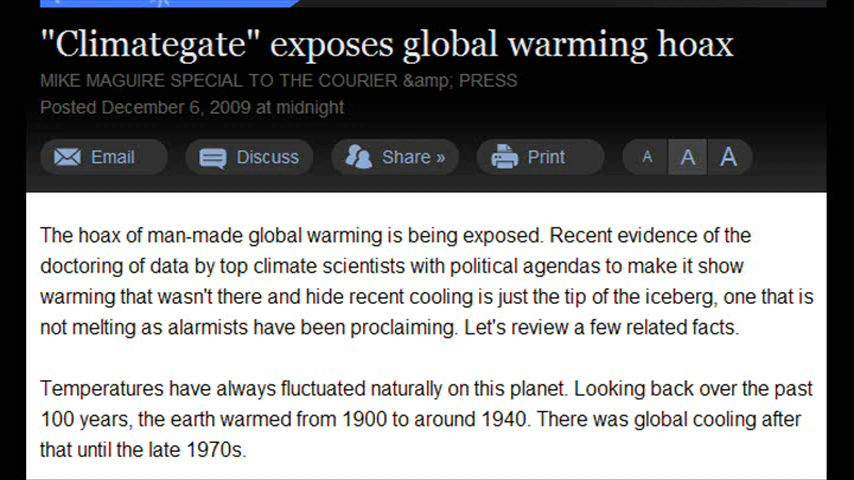 "Climategate" exposes global warming hoax
MIKE MAGUIRE SPECIAL TO THE COURIER &amp; PRESS
Posted December 6, 2009 at midnight
Email Discuss Share » Print A A A
The hoax of man-made global warming is being exposed. Recent evidence of the
doctoring of data by top climate scientists with political agendas to make it show
warming that wasn't there and hide recent cooling is just the tip of the iceberg, one that is
not melting as alarmists have been proclaiming. Let's review a few related facts.
Temperatures have always fluctuated naturally on this planet. Looking back over the past
100 years, the earth warmed from 1900 to around 1940. There was global cooling after
that until the late 1970s.